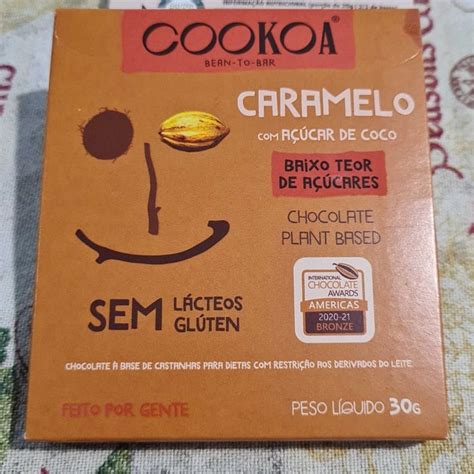 COOKOA®
BEAN-TO-BAR
CARAMELO
COM AÇÚCAR DE COCO
BAIXO TEOR
DE AÇÚCARES
CHOCOLATE
PLANT BASED
INTERNATIONAL
CHOCOLATE
AWARDS
AMERICAS
2020-21
BRONZE
SEM LÁCTEOS
GLÚTEN
CHOCOLATE À BASE DE CASTANHAS PARA DIETAS COM RESTRIÇÃO AOS DERIVADOS DO LEITE
FEITO POR GENTE
PESO LÍQUIDO 30G